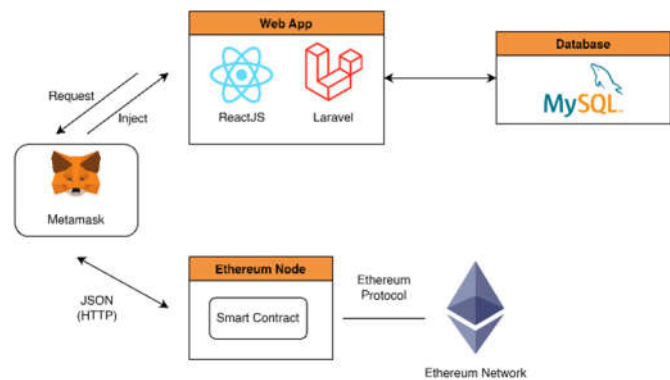 Web App
Database
ReactJS
Laravel
MySQL
Request
Inject
Metamask
JSON
(HTTP)
Ethereum Node
Smart Contract
Ethereum
Protocol
Ethereum Network